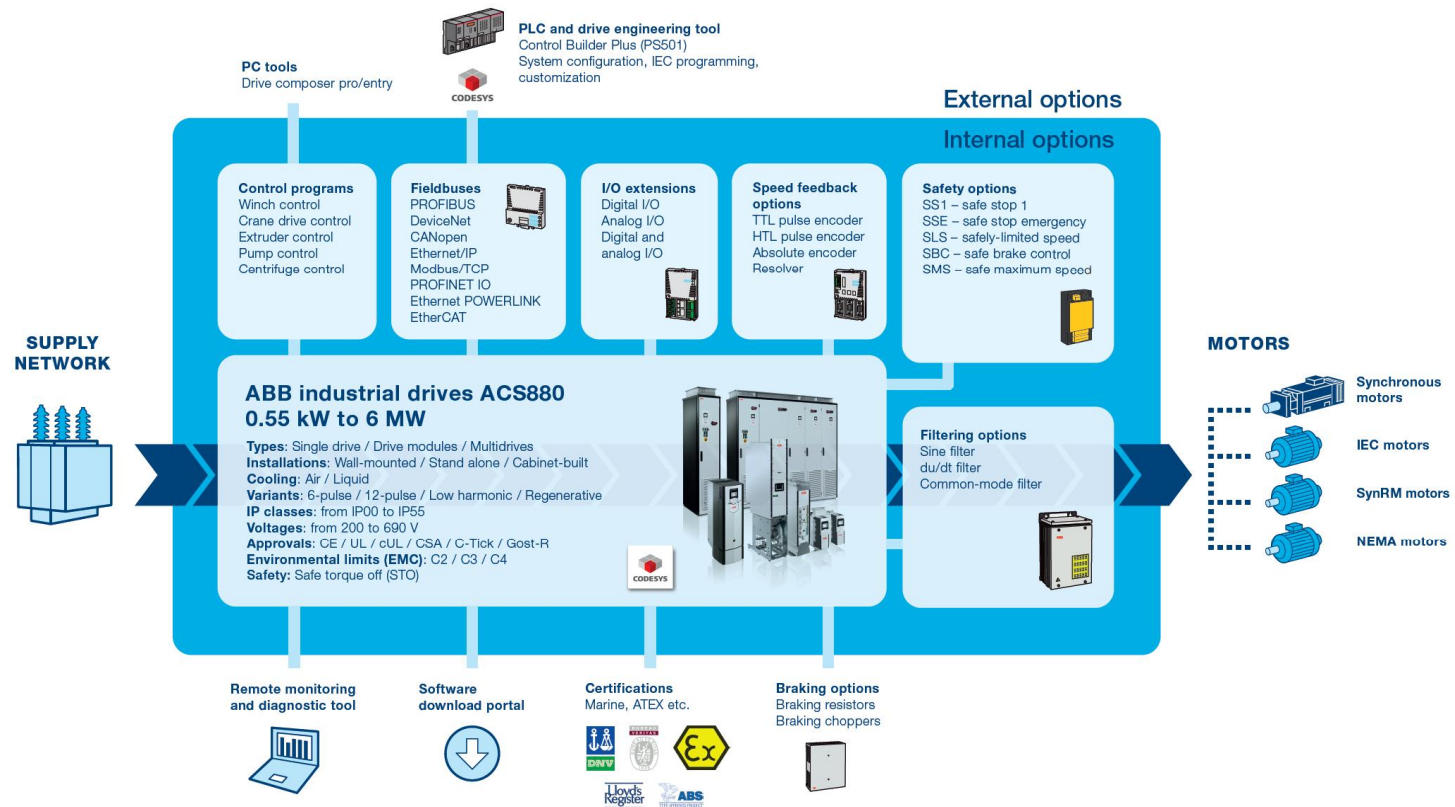 PLC and drive engineering tool
Control Builder Plus (PS501)
System configuration, IEC programming,
customization
CODESYS
PC tools
Drive composer pro/entry
External options
Internal options
Control programs
Winch control
Crane drive control
Extruder control
Pump control
Centrifuge control
Fieldbuses
PROFIBUS
DeviceNet
CANopen
Ethernet/IP
Modbus/TCP
PROFINET IO
Ethernet POWERLINK
EtherCAT
I/O extensions
Digital I/O
Analog I/O
Digital and
analog I/O
Speed feedback
options
TTL pulse encoder
HTL pulse encoder
Absolute encoder
Resolver
Safety options
SS1 – safe stop 1
SSE – safe stop emergency
SLS – safely-limited speed
SBC – safe brake control
SMS – safe maximum speed
SUPPLY
NETWORK
ABB industrial drives ACS880
0.55 kW to 6 MW
Types: Single drive / Drive modules / Multidrives
Installations: Wall-mounted / Stand alone / Cabinet-built
Cooling: Air / Liquid
Variants: 6-pulse / 12-pulse / Low harmonic / Regenerative
IP classes: from IP00 to IP55
Voltages: from 200 to 690 V
Approvals: CE / UL / cUL / CSA / C-Tick / Gost-R
Environmental limits (EMC): C2 / C3 / C4
Safety: Safe torque off (STO)
CODESYS
Filtering options
Sine filter
du/dt filter
Common-mode filter
MOTORS
Synchronous
motors
IEC motors
SynRM motors
NEMA motors
Remote monitoring
and diagnostic tool
Software
download portal
Certifications
Marine, ATEX etc.
DNV
BUREAU
VERITAS
Ex
Lloyd's
Register
ABS
TYPE APPROVED PRODUCT
Braking options
Braking resistors
Braking choppers